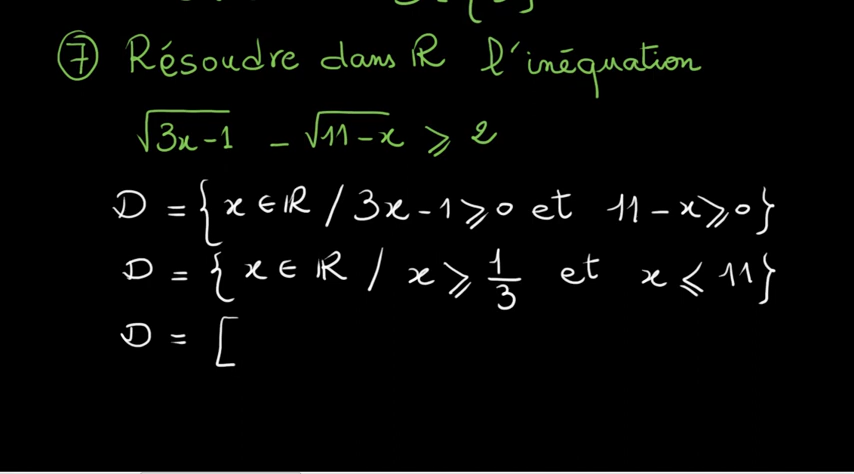 ⑦ Résoudre dans ℝ l'inéquation
√(3x-1) - √(11-x) ⩾ 2
D = { x ∈ ℝ / 3x-1 ⩾ 0 et 11-x ⩾ 0 }
D = { x ∈ ℝ / x ⩾ 1/3 et x ⩽ 11 }
D = [